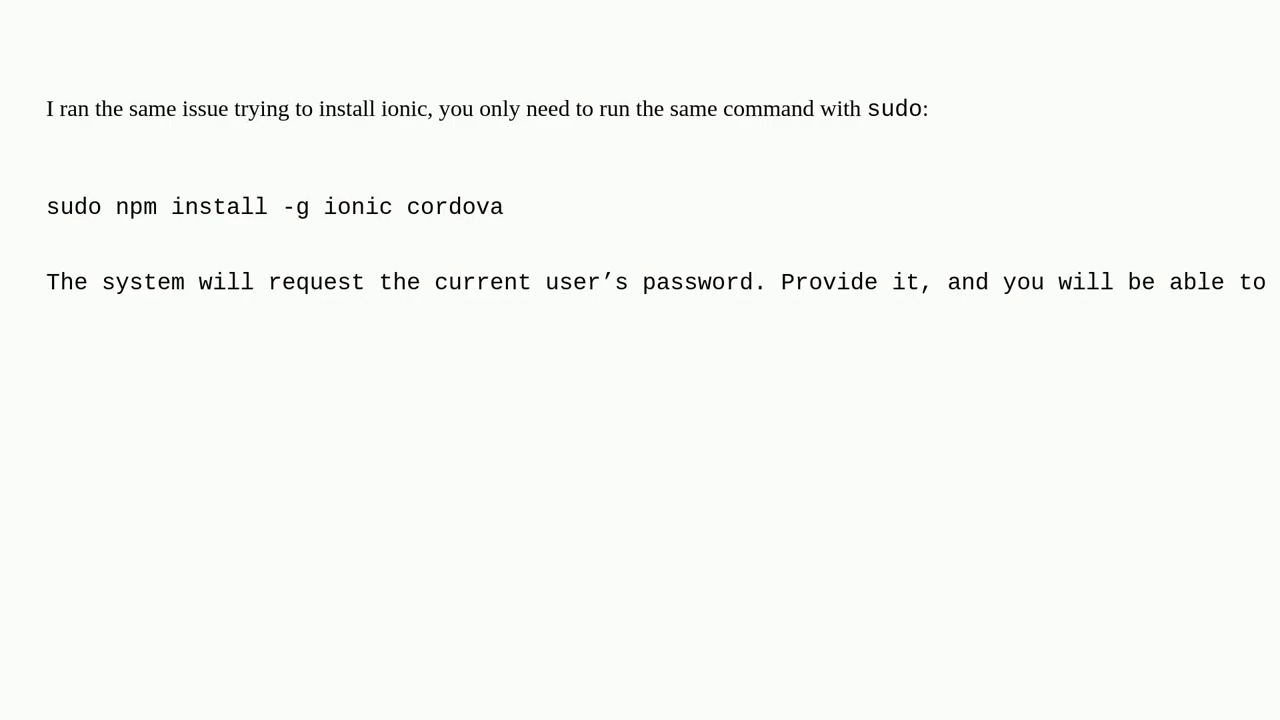 I ran the same issue trying to install ionic, you only need to run the same command with sudo:
sudo npm install -g ionic cordova
The system will request the current user’s password. Provide it, and you will be able to